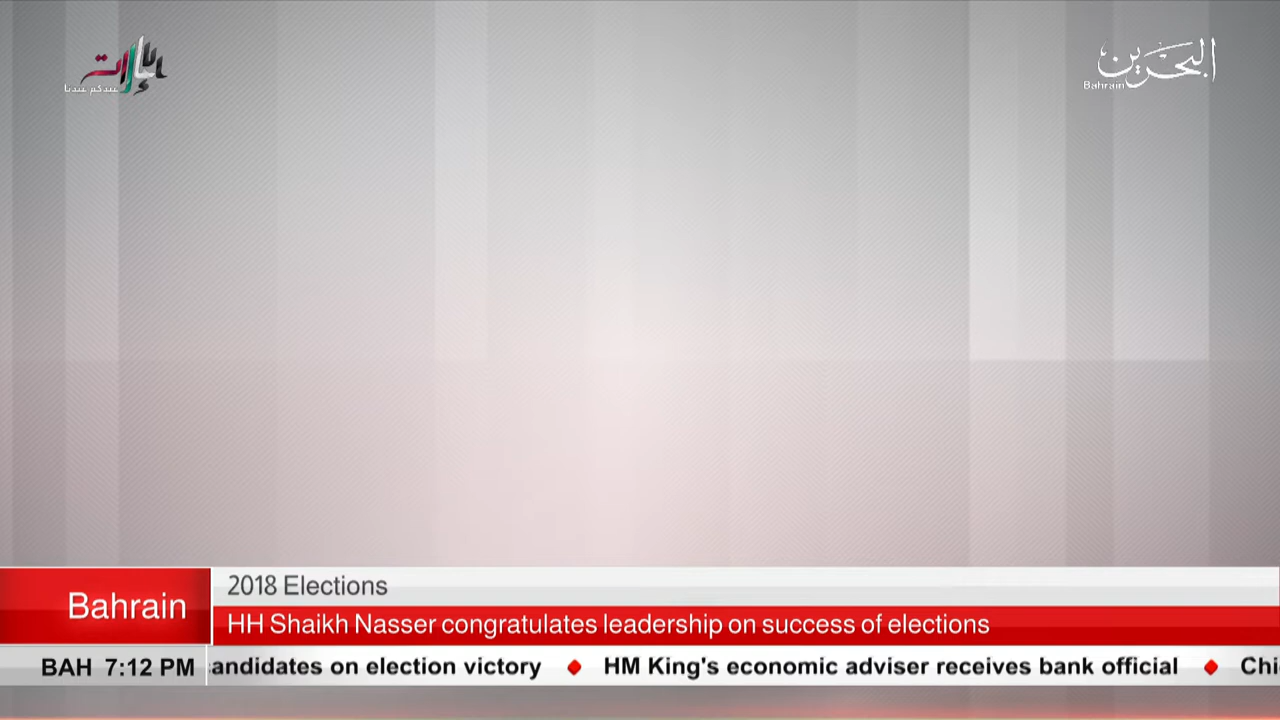 البحرين
Bahrain
2018 Elections
Bahrain
HH Shaikh Nasser congratulates leadership on success of elections
BAH 7:12 PM
andidates on election victory ♦ HM King's economic adviser receives bank official ♦ Chi